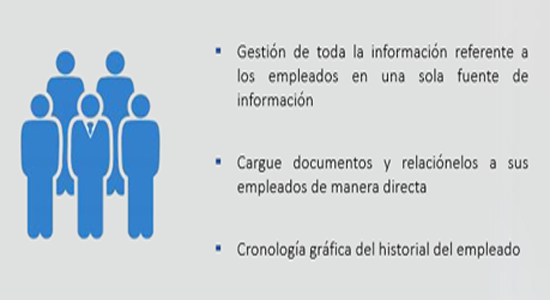 ▪ Gestión de toda la información referente a
los empleados en una sola fuente de
información
▪ Cargue documentos y relaciónelos a sus
empleados de manera directa
▪ Cronología gráfica del historial del empleado